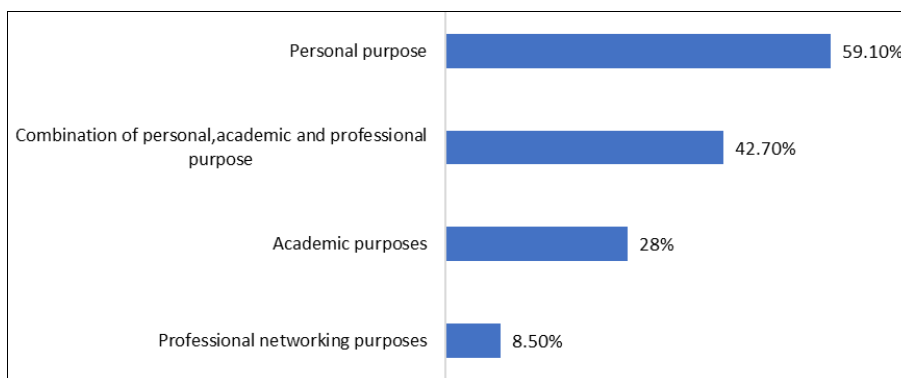 Personal purpose
59.10%
Combination of personal,academic and professional
purpose
42.70%
Academic purposes
28%
Professional networking purposes
8.50%